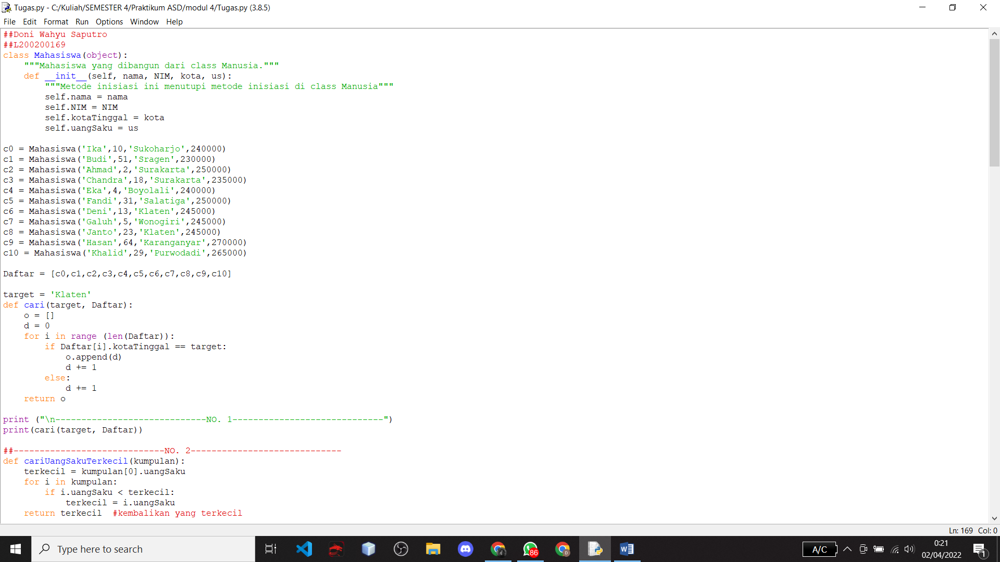 Tugas.py - C:/Kuliah/SEMESTER 4/Praktikum ASD/modul 4/Tugas.py (3.8.5)
File Edit Format Run Options Window Help
##Doni Wahyu Saputro
##L200200169
class Mahasiswa(object):
    """Mahasiswa yang dibangun dari class Manusia."""
    def __init__(self, nama, NIM, kota, us):
        """Metode inisiasi ini menutupi metode inisiasi di class Manusia"""
        self.nama = nama
        self.NIM = NIM
        self.kotaTinggal = kota
        self.uangSaku = us
c0 = Mahasiswa('Ika',10,'Sukoharjo',240000)
c1 = Mahasiswa('Budi',51,'Sragen',230000)
c2 = Mahasiswa('Ahmad',2,'Surakarta',250000)
c3 = Mahasiswa('Chandra',18,'Surakarta',235000)
c4 = Mahasiswa('Eka',4,'Boyolali',240000)
c5 = Mahasiswa('Fandi',31,'Salatiga',250000)
c6 = Mahasiswa('Deni',13,'Klaten',245000)
c7 = Mahasiswa('Galuh',5,'Wonogiri',245000)
c8 = Mahasiswa('Janto',23,'Klaten',245000)
c9 = Mahasiswa('Hasan',64,'Karanganyar',270000)
c10 = Mahasiswa('Khalid',29,'Purwodadi',265000)
Daftar = [c0,c1,c2,c3,c4,c5,c6,c7,c8,c9,c10]
target = 'Klaten'
def cari(target, Daftar):
    o = []
    d = 0
    for i in range (len(Daftar)):
        if Daftar[i].kotaTinggal == target:
            o.append(d)
            d += 1
        else:
            d += 1
    return o
print ("\n-----------------------------NO. 1-----------------------------")
print(cari(target, Daftar))
##-----------------------------NO. 2-----------------------------
def cariUangSakuTerkecil(kumpulan):
    terkecil = kumpulan[0].uangSaku
    for i in kumpulan:
        if i.uangSaku < terkecil:
            terkecil = i.uangSaku
    return terkecil  #kembalikan yang terkecil
Ln: 169 Col: 0
Type here to search
86
D
A/C
0:21
02/04/2022
1